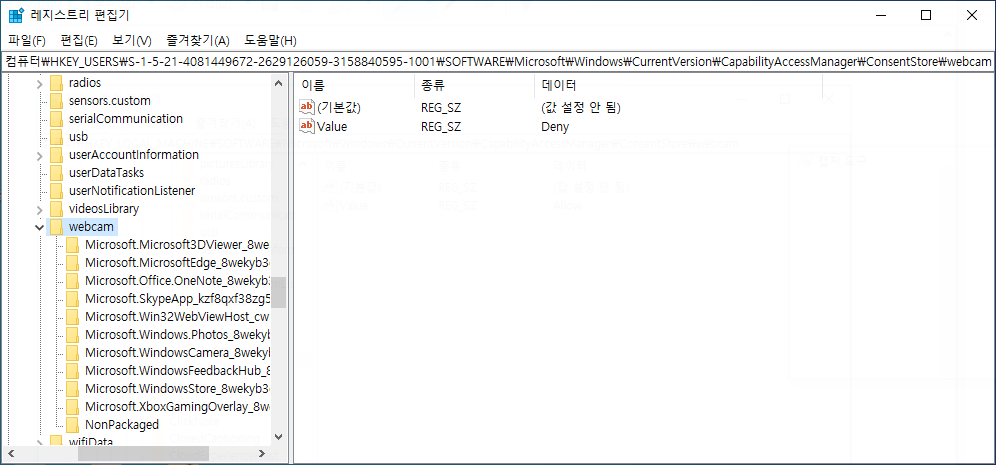 레지스트리 편집기
파일(F) 편집(E) 보기(V) 즐겨찾기(A) 도움말(H)
컴퓨터₩HKEY_USERS₩S-1-5-21-4081449672-2629126059-3158840595-1001₩SOFTWARE₩Microsoft₩Windows₩CurrentVersion₩CapabilityAccessManager₩ConsentStore₩webcam
radios
sensors.custom
serialCommunication
usb
userAccountInformation
userDataTasks
userNotificationListener
videosLibrary
webcam
Microsoft.Microsoft3DViewer_8we
Microsoft.MicrosoftEdge_8wekyb3
Microsoft.Office.OneNote_8wekyb3
Microsoft.SkypeApp_kzf8qxf38zg5
Microsoft.Win32WebViewHost_cw
Microsoft.Windows.Photos_8wekyb
Microsoft.WindowsCamera_8wekyb
Microsoft.WindowsFeedbackHub_8
Microsoft.WindowsStore_8wekyb3
Microsoft.XboxGamingOverlay_8we
NonPackaged
wifiData
이름 종류 데이터
(기본값) REG_SZ (값 설정 안 됨)
Value REG_SZ Deny